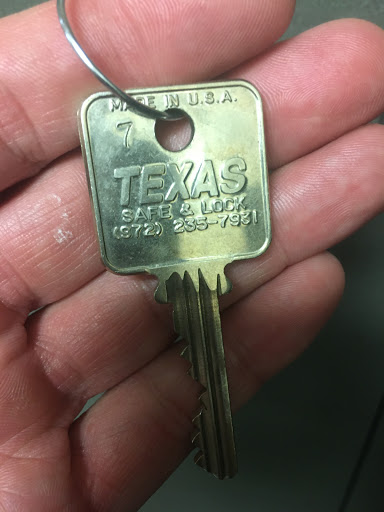 MADE IN U.S.A.
7
TEXAS
SAFE & LOCK
(972) 235-7931